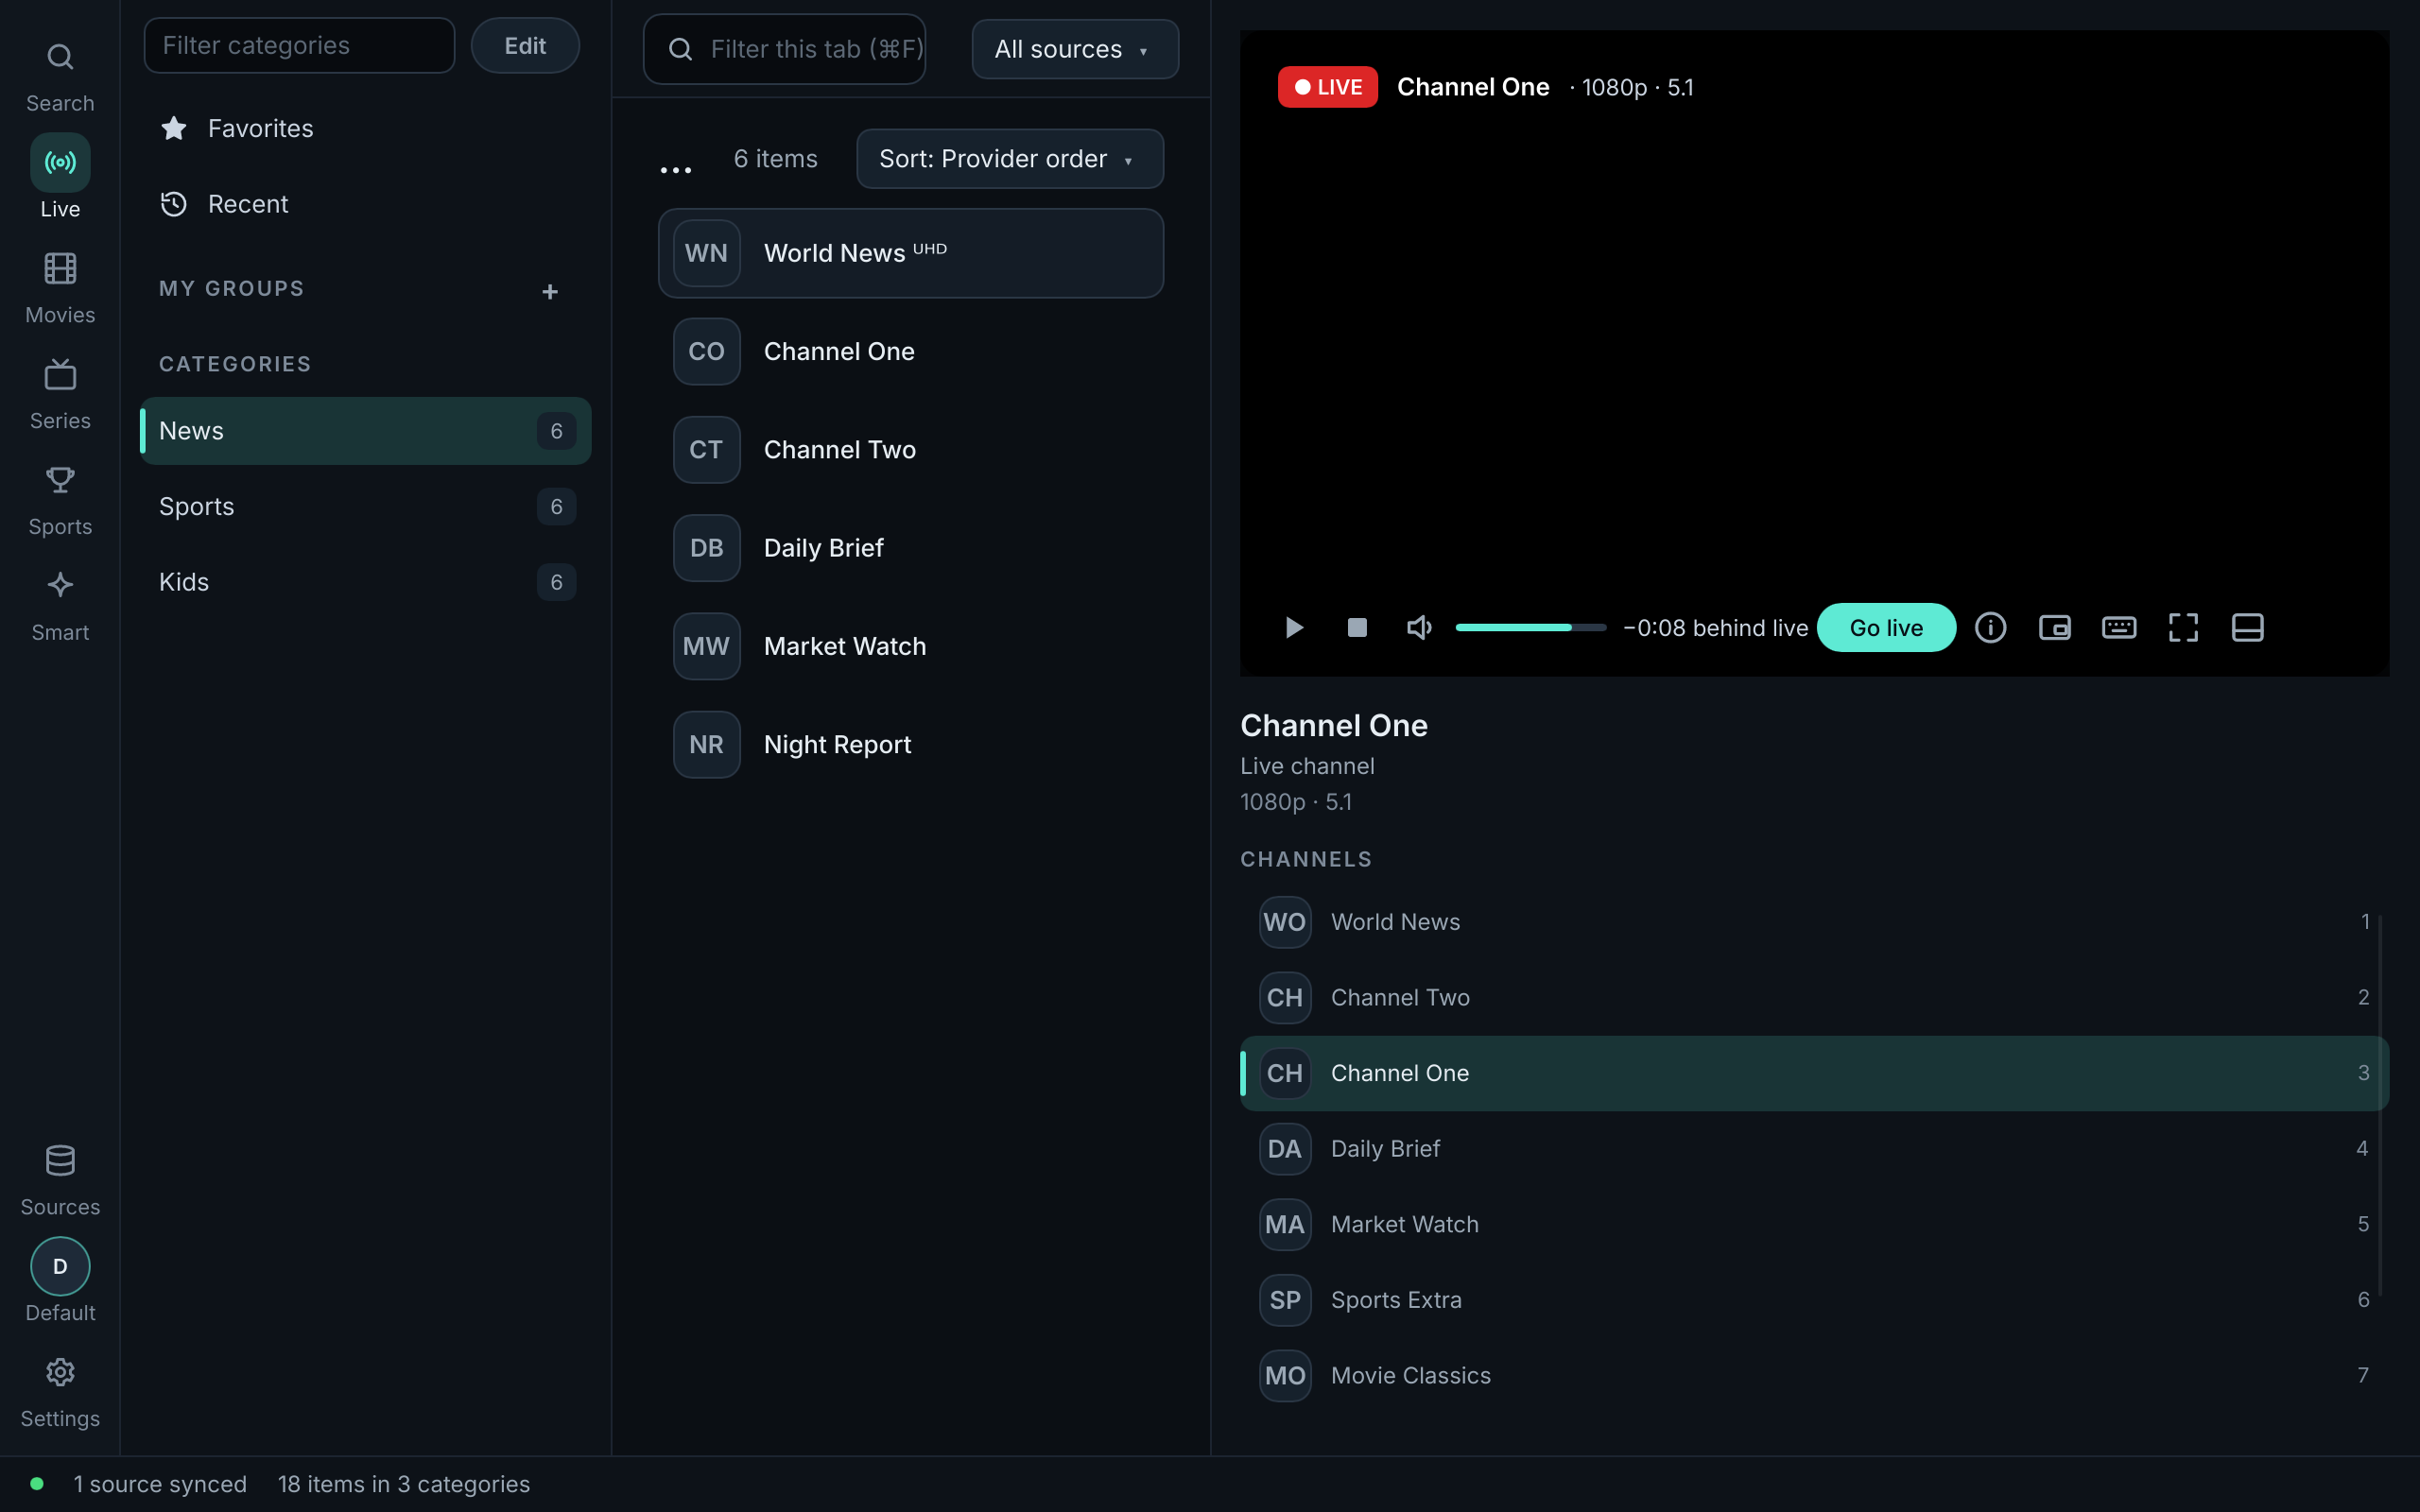 Search
Live
Movies
Series
Sports
Smart
Sources
D
Default
Settings
Filter categories
Edit
Favorites
Recent
MY GROUPS
+
CATEGORIES
News 6
Sports 6
Kids 6
Filter this tab (⌘F)
All sources
... 6 items Sort: Provider order
WN World News ᵁᴴᴰ
CO Channel One
CT Channel Two
DB Daily Brief
MW Market Watch
NR Night Report
LIVE Channel One · 1080p · 5.1
−0:08 behind live Go live
Channel One
Live channel
1080p · 5.1
CHANNELS
WO World News 1
CH Channel Two 2
CH Channel One 3
DA Daily Brief 4
MA Market Watch 5
SP Sports Extra 6
MO Movie Classics 7
1 source synced 18 items in 3 categories